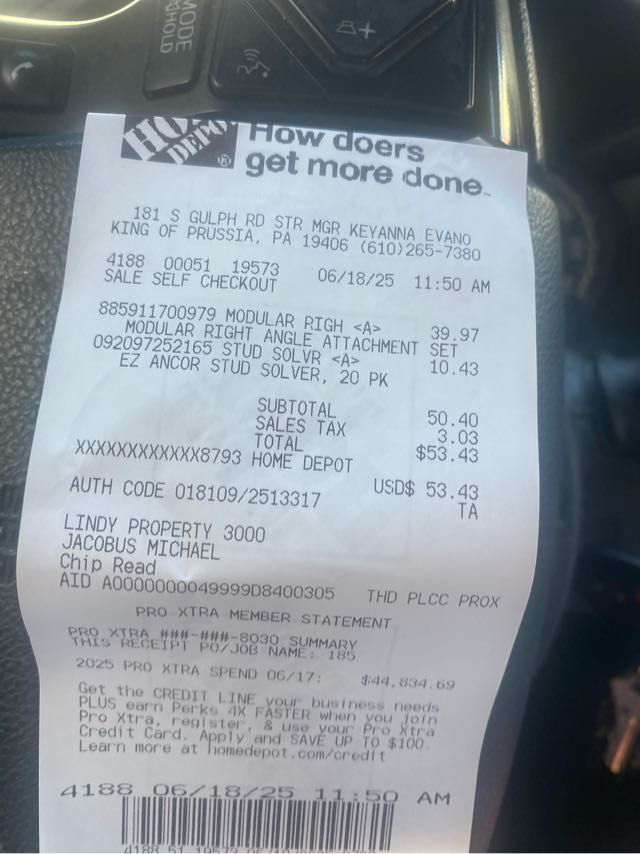 MODE
&HOLD
How doers
get more done.
181 S GULPH RD STR MGR KEYANNA EVANO
KING OF PRUSSIA, PA 19406 (610)265-7380
4188 00051 19573 06/18/25 11:50 AM
SALE SELF CHECKOUT
885911700979 MODULAR RIGH <A> 39.97
MODULAR RIGHT ANGLE ATTACHMENT SET
092097252165 STUD SOLVR <A> 10.43
EZ ANCOR STUD SOLVER, 20 PK
SUBTOTAL 50.40
SALES TAX 3.03
TOTAL $53.43
XXXXXXXXXXXX8793 HOME DEPOT
USD$ 53.43
AUTH CODE 018109/2513317 TA
LINDY PROPERTY 3000
JACOBUS MICHAEL
Chip Read
AID A0000000049999D8400305 THD PLCC PROX
PRO XTRA MEMBER STATEMENT
PRO XTRA ###-###-8030 SUMMARY
THIS RECEIPT PO/JOB NAME: 185
2025 PRO XTRA SPEND 06/17: $44,834.69
Get the CREDIT LINE your business needs
PLUS earn Perks 4X FASTER when you join
Pro Xtra, register, & use your Pro Xtra
Credit Card. Apply and SAVE UP TO $100.
Learn more at homedepot.com/credit
4188 06/18/25 11:50 AM